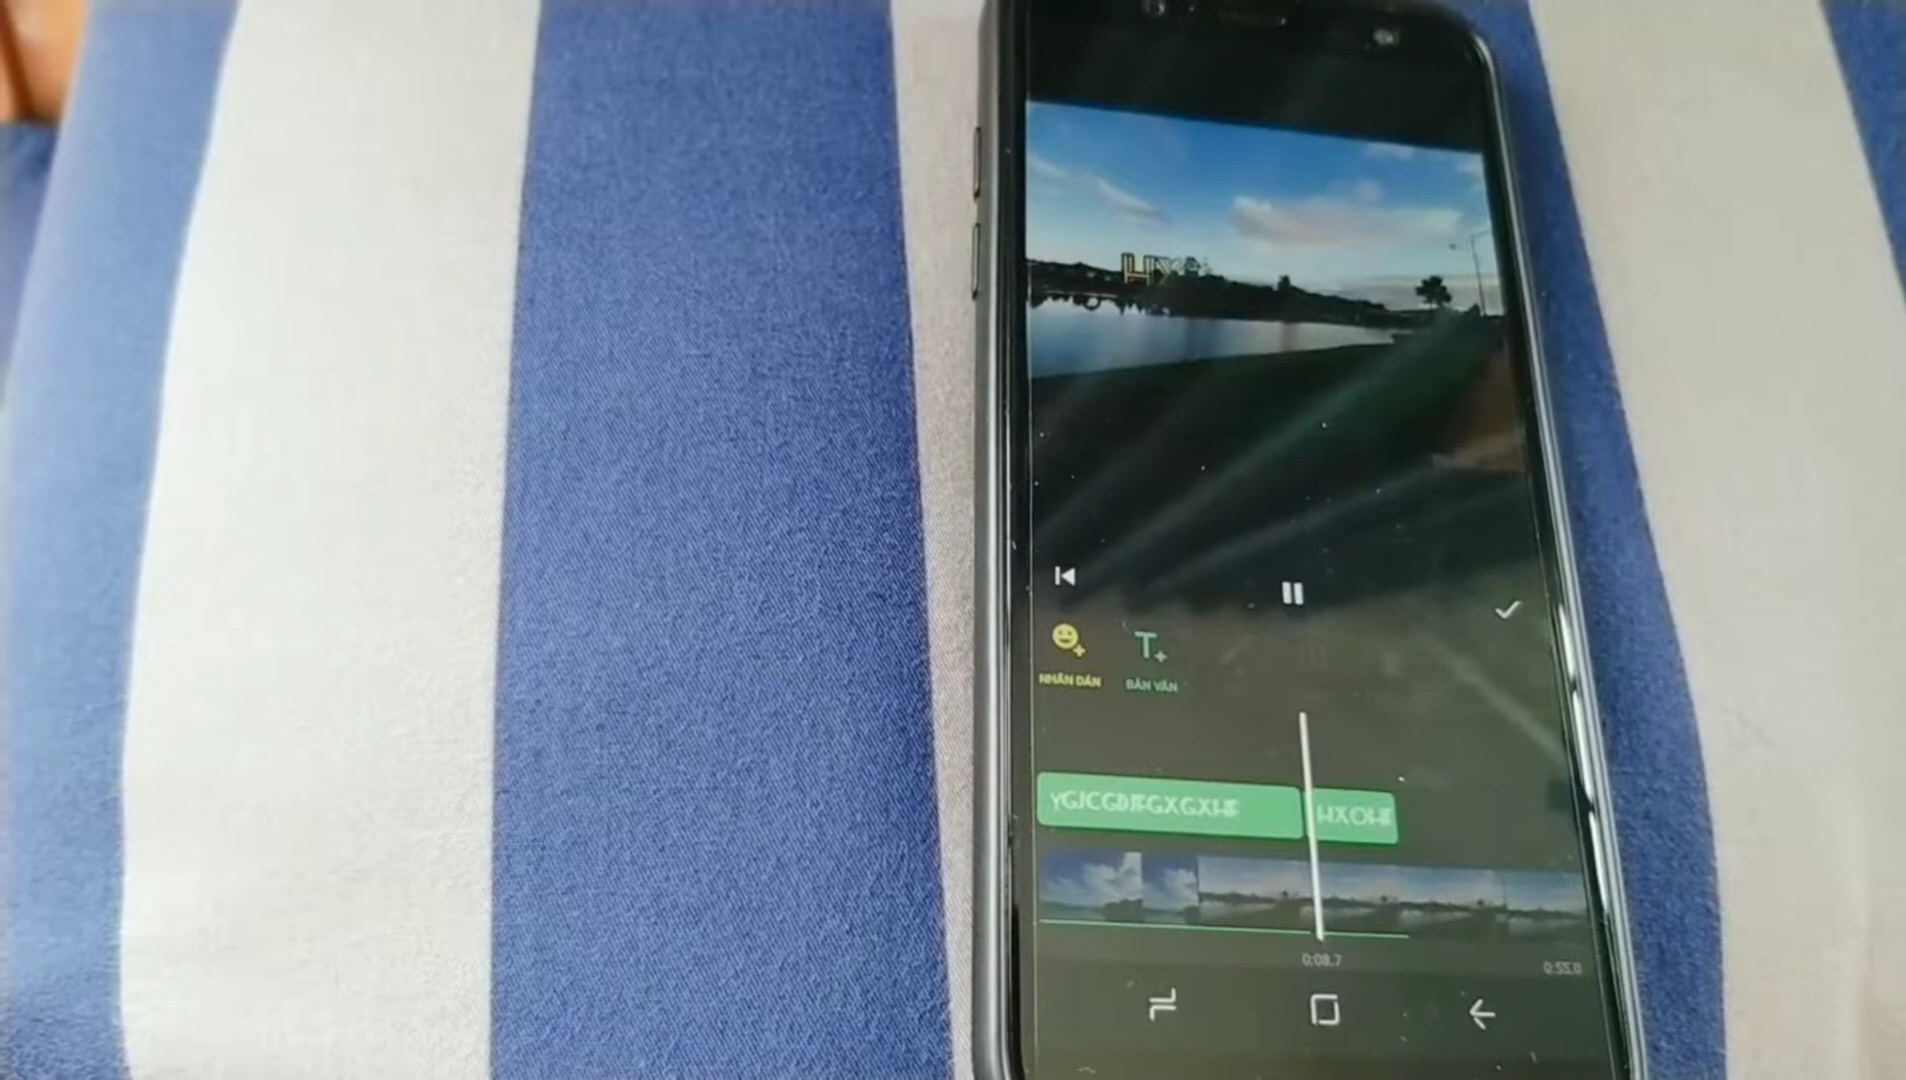 NHÃN DÁN
BẢN VĂN
YGJCGDJFGXGXHF
HXOHF
0:08.7
0:55.0